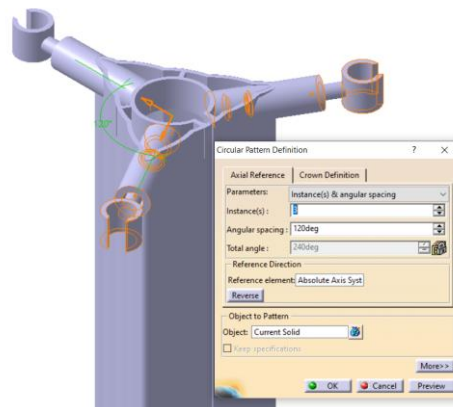 120°
Circular Pattern Definition ? ×
Axial Reference Crown Definition
Parameters: Instance(s) & angular spacing
Instance(s) : 3
Angular spacing : 120deg
Total angle : 240deg
Reference Direction
Reference element: Absolute Axis Syst
Reverse
Object to Pattern
Object: Current Solid
Keep specifications
More>>
OK Cancel Preview